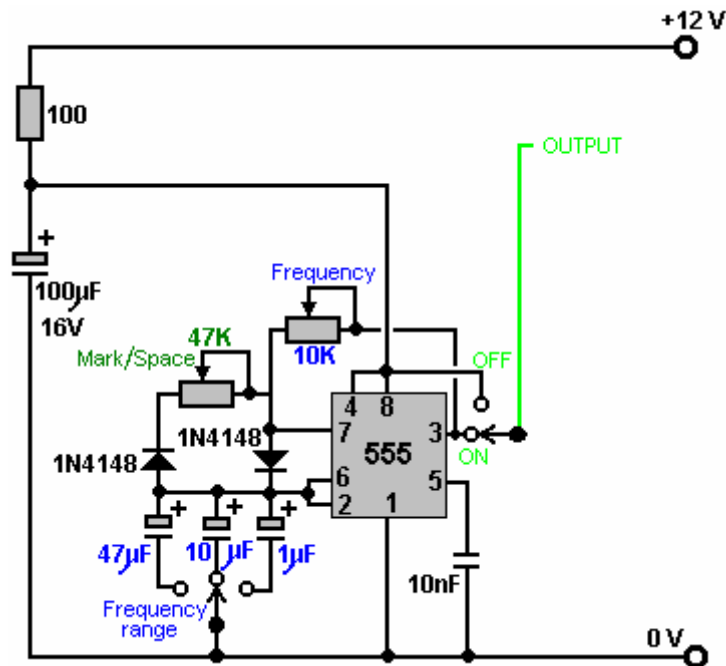 +12 V
100
OUTPUT
+
100µF
16V
Frequency
10K
47K
Mark/Space
OFF
4 8
1N4148
7
555
3
ON
1N4148
6
5
2
1
+
+
+
47µF
10 µF
1µF
10nF
Frequency
range
0 V